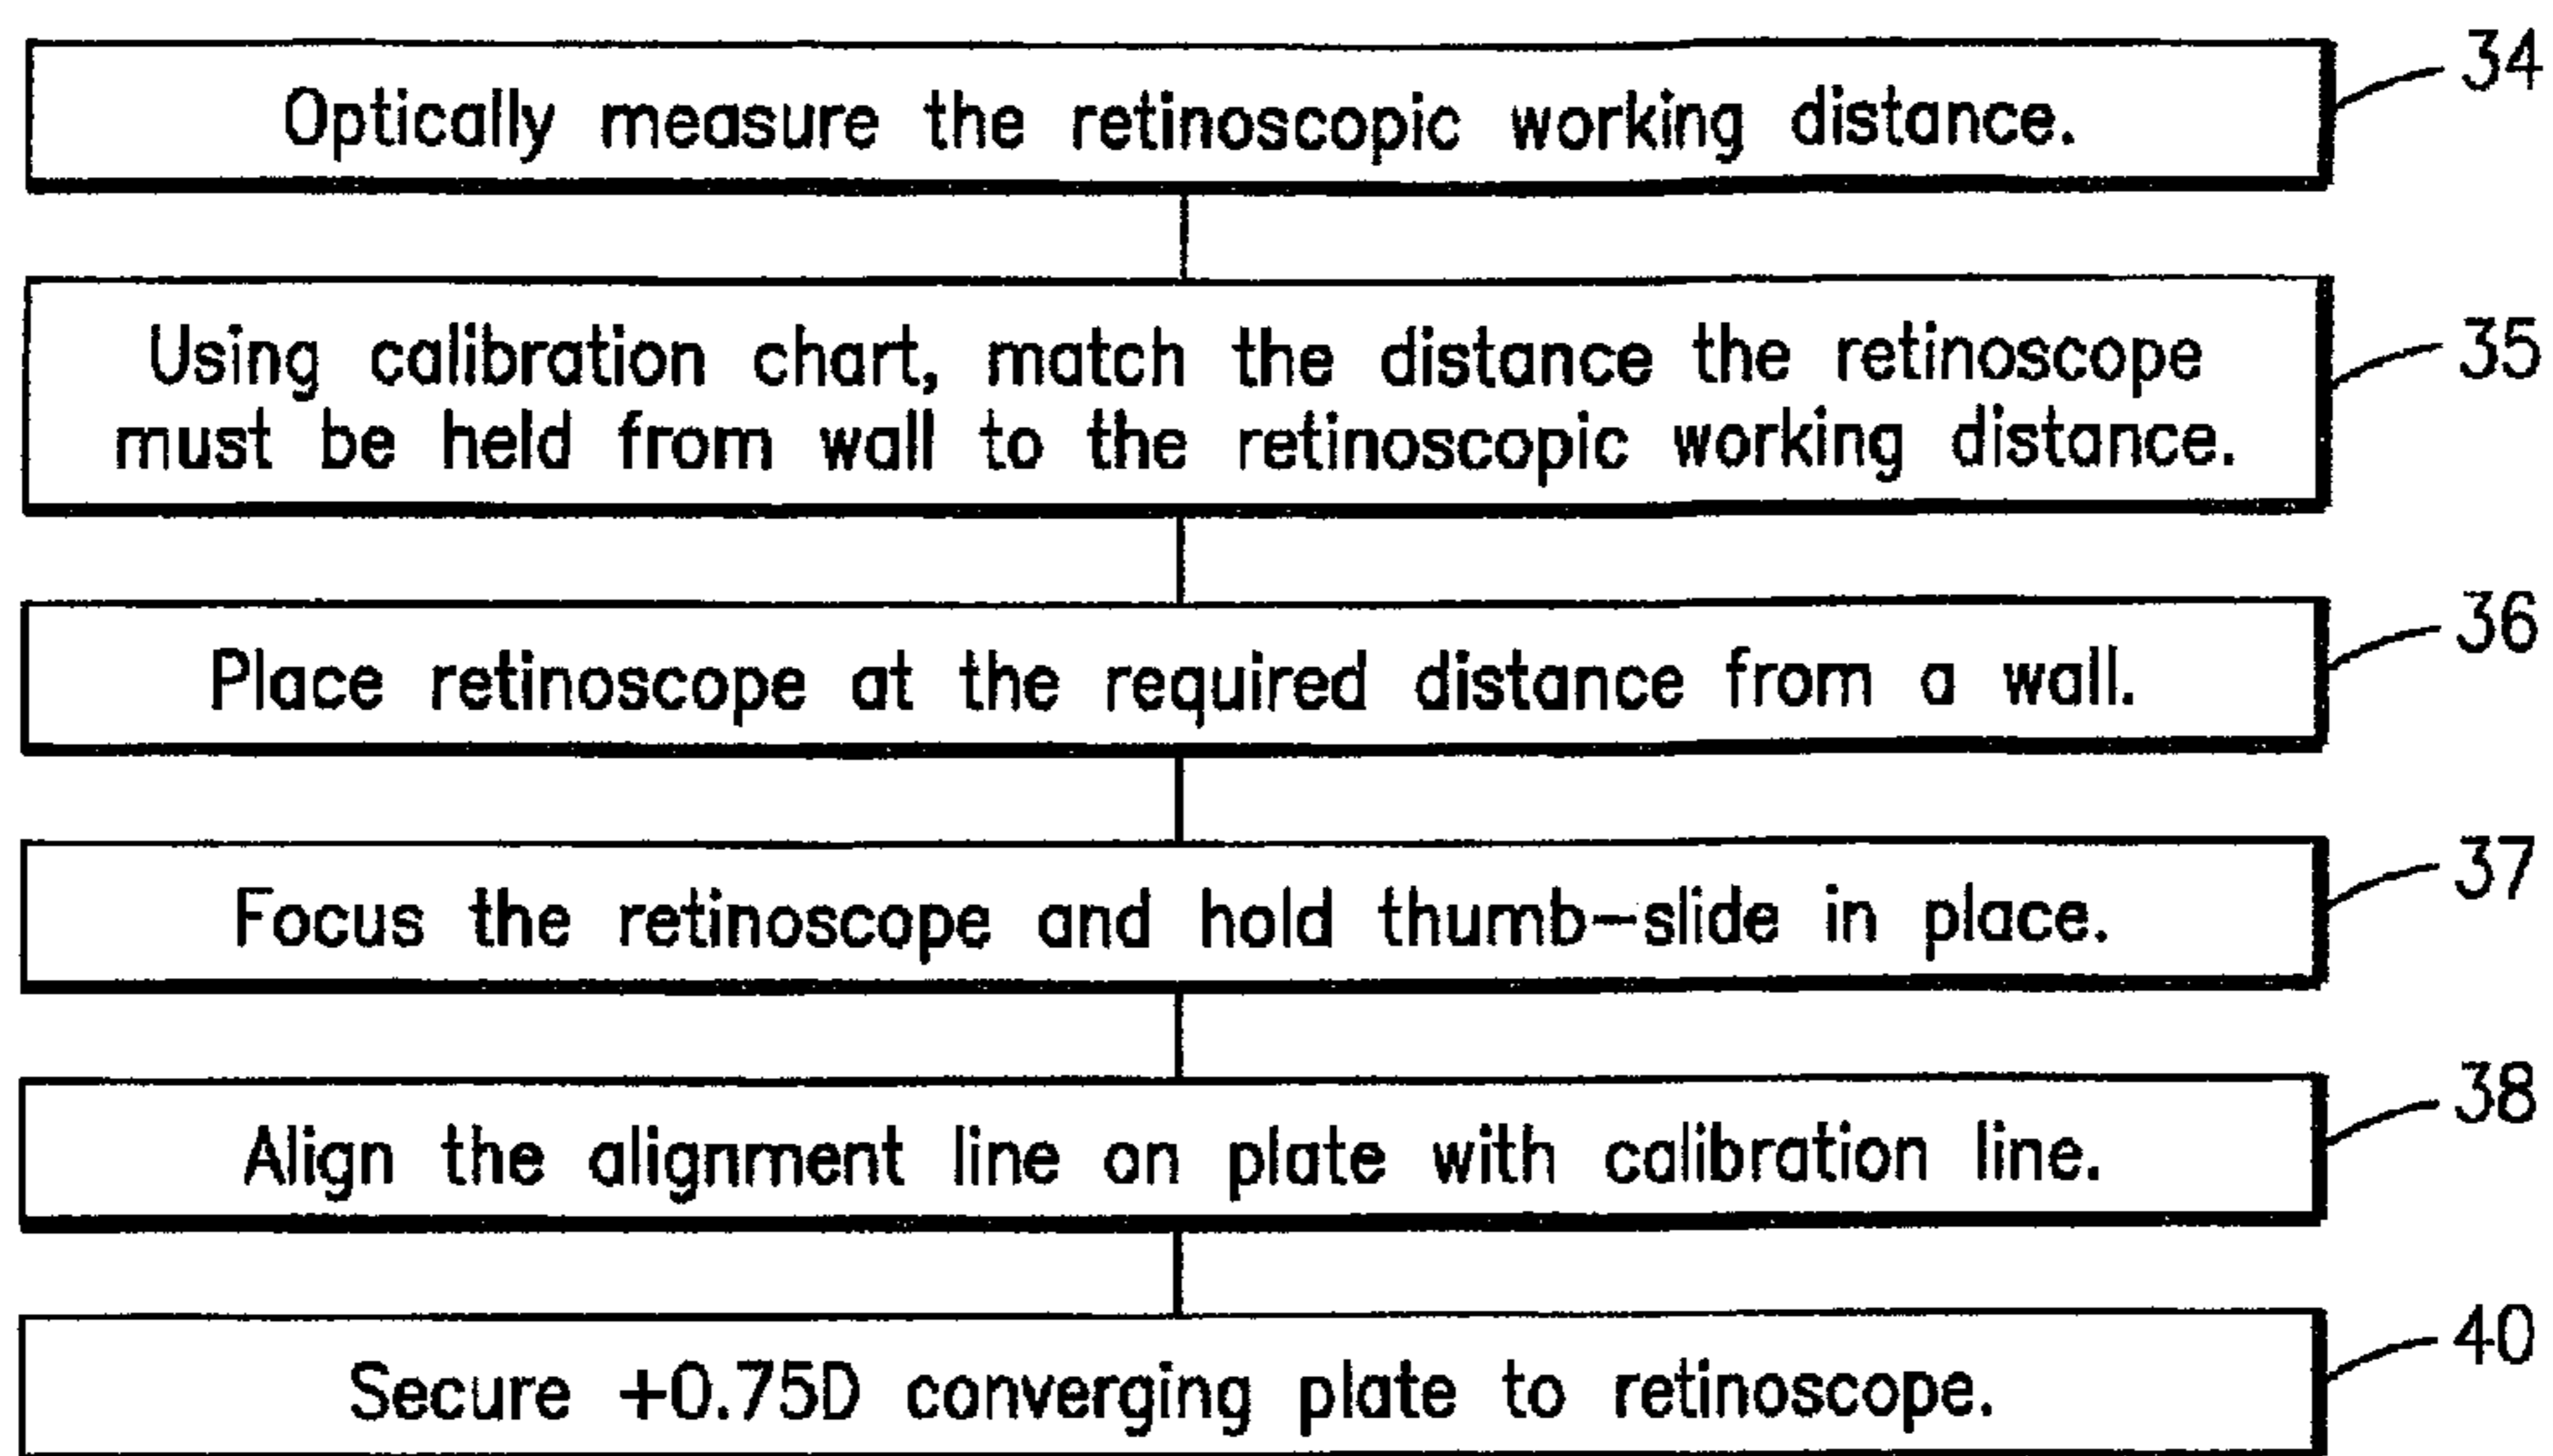 Optically measure the retinoscopic working distance.
34
Using calibration chart, match the distance the retinoscope
must be held from wall to the retinoscopic working distance.
35
Place retinoscope at the required distance from a wall.
36
Focus the retinoscope and hold thumb-slide in place.
37
Align the alignment line on plate with calibration line.
38
Secure +0.75D converging plate to retinoscope.
40